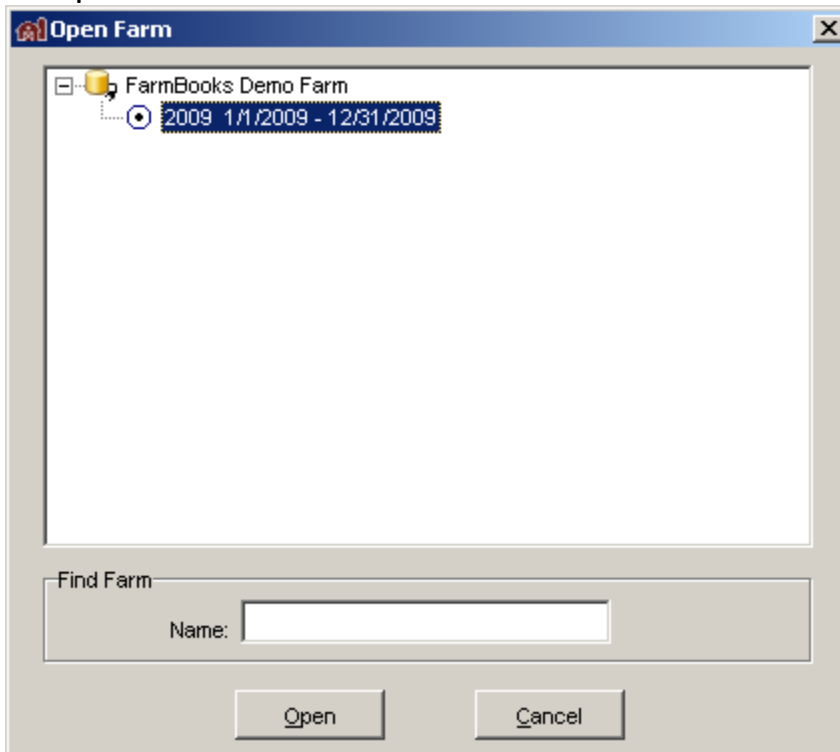 Open Farm
FarmBooks Demo Farm
2009 1/1/2009 - 12/31/2009
Find Farm
Name:
Open
Cancel